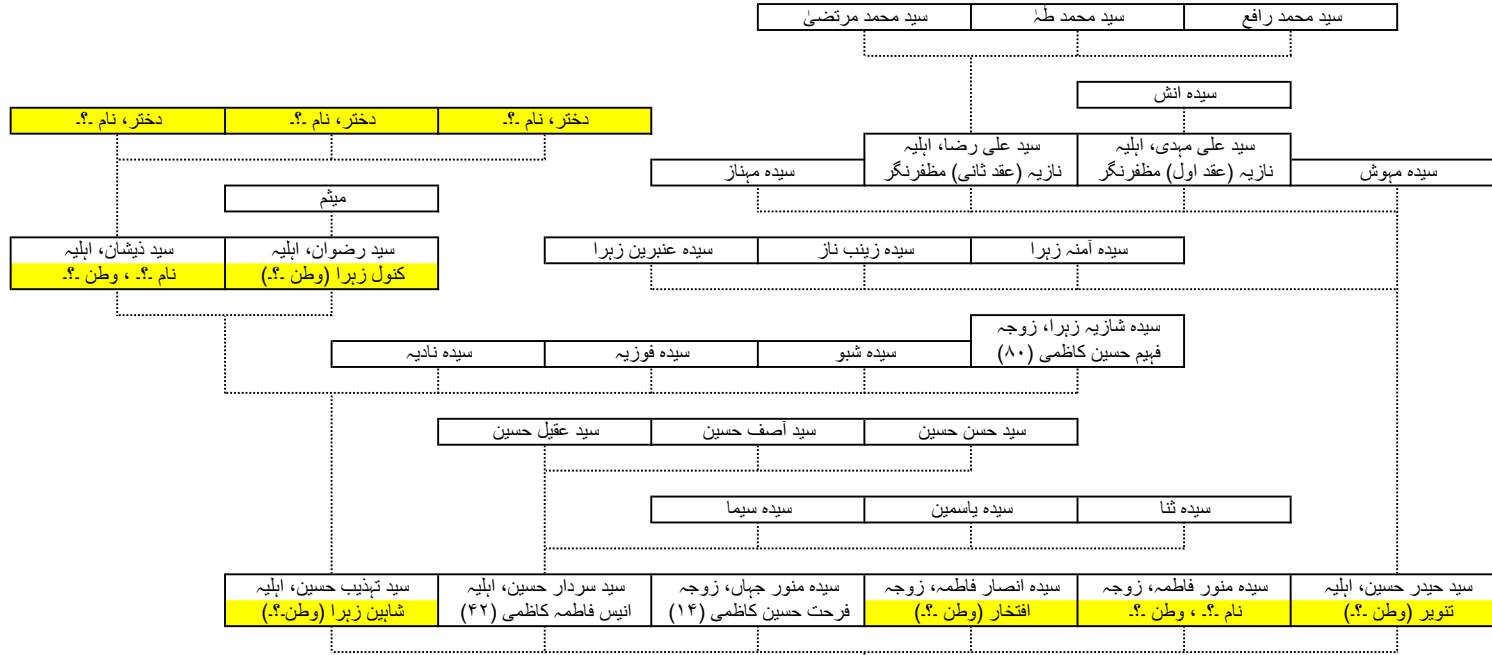 سید محمد رافع
سید محمد طہٰ
سید محمد مرتضیٰ
سیدہ انش
دختر، نام ۔؟۔
دختر، نام ۔؟۔
دختر، نام ۔؟۔
سیدہ مہوش
سید علی مہدی، اہلیہ
نازیہ (عقد اول) مظفرنگر
سید علی رضا، اہلیہ
نازیہ (عقد ثانی) مظفرنگر
سیدہ مہناز
میثم
سیدہ آمنہ زہرا
سیدہ زینب ناز
سیدہ عنبرین زہرا
سید رضوان، اہلیہ
کنول زہرا (وطن ۔؟۔)
سید ذیشان، اہلیہ
نام ۔؟۔ ، وطن ۔؟۔
سیدہ شازیہ زہرا، زوجہ
فہیم حسین کاظمی (۸۰)
سیدہ شبو
سیدہ فوزیہ
سیدہ نادیہ
سید حسن حسین
سید آصف حسین
سید عقیل حسین
سیدہ ثنا
سیدہ یاسمین
سیدہ سیما
سید حیدر حسین، اہلیہ
تنویر (وطن ۔؟۔)
سیدہ منور فاطمہ، زوجہ
نام ۔؟۔ ، وطن ۔؟۔
سیدہ انصار فاطمہ، زوجہ
افتخار (وطن ۔؟۔)
سیدہ منور جہاں، زوجہ
فرحت حسین کاظمی (۱۴)
سید سردار حسین، اہلیہ
انیس فاطمہ کاظمی (۴۲)
سید تہذیب حسین، اہلیہ
شاہین زہرا (وطن۔؟۔)